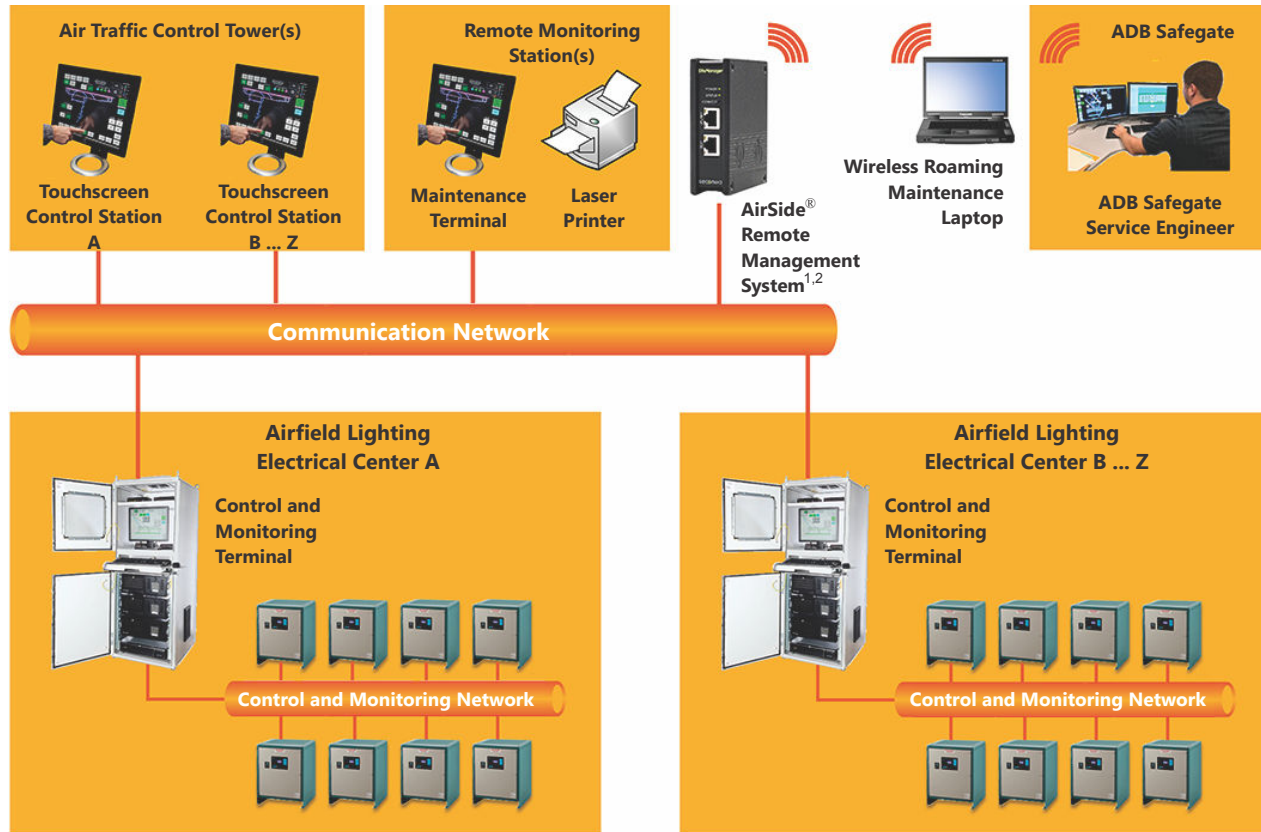 Air Traffic Control Tower(s)
Touchscreen
Control Station
A
Touchscreen
Control Station
B ... Z
Remote Monitoring
Station(s)
Maintenance
Terminal
Laser
Printer
AirSide®
Remote
Management
System1,2
Wireless Roaming
Maintenance
Laptop
ADB Safegate
ADB Safegate
Service Engineer
Communication Network
Airfield Lighting
Electrical Center A
Control and
Monitoring
Terminal
Control and Monitoring Network
Airfield Lighting
Electrical Center B ... Z
Control and
Monitoring
Terminal
Control and Monitoring Network